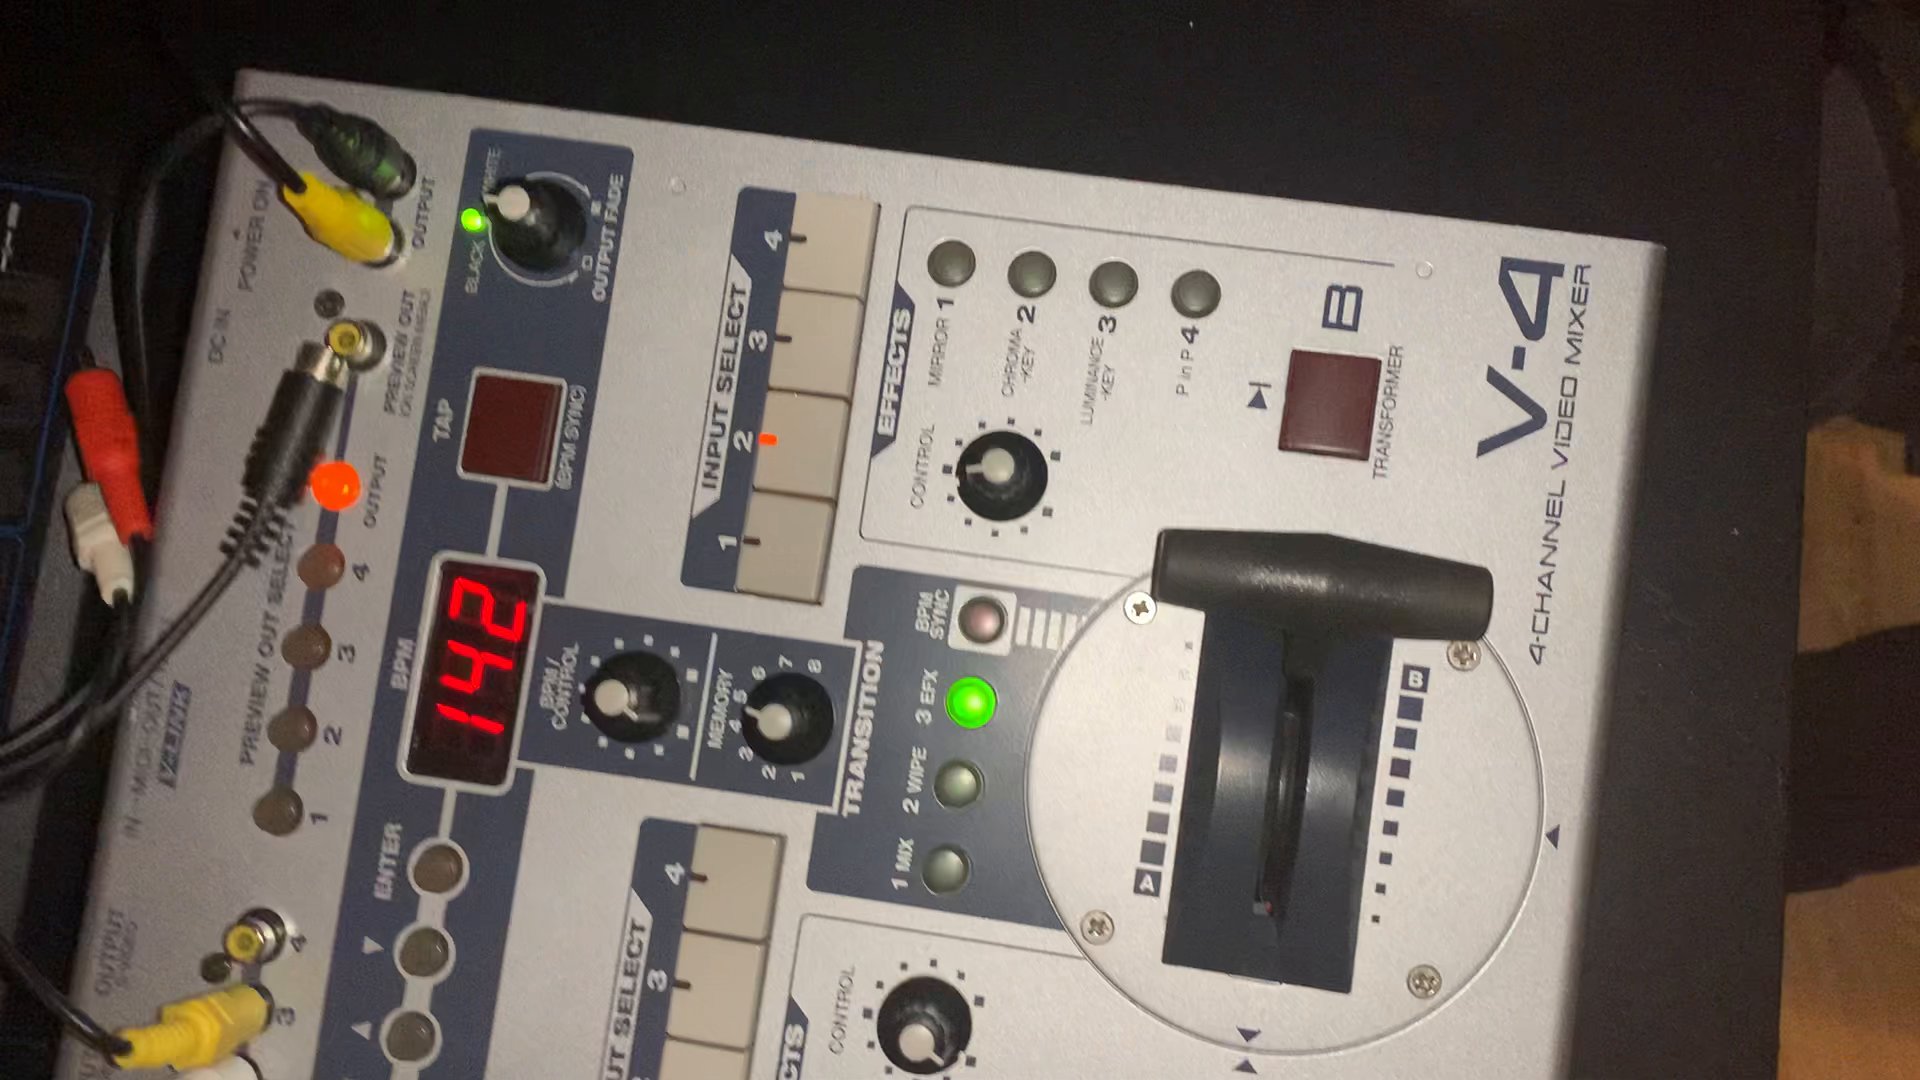 POWER ON
DC IN
OUTPUT
PREVIEW OUT
OUTPUT
PREVIEW OUT SELECT
4
3
2
1
WHITE
BLACK
OUTPUT FADE
TAP
(BPM SYNC)
BPM
142
BPM/
CONTROL
MEMORY
1
2
3
4
5
6
7
8
ENTER
INPUT SELECT
4
3
2
1
EFFECTS
MIRROR 1
CHROMA
-KEY 2
LUMINANCE
-KEY 3
P in P 4
CONTROL
B
TRANSFORMER
V-4
4-CHANNEL VIDEO MIXER
TRANSITION
BPM
SYNC
3 EFX
2 WIPE
1 MIX
A
B
4
3
UT SELECT
CTS
CONTROL
OUTPUT
4
3